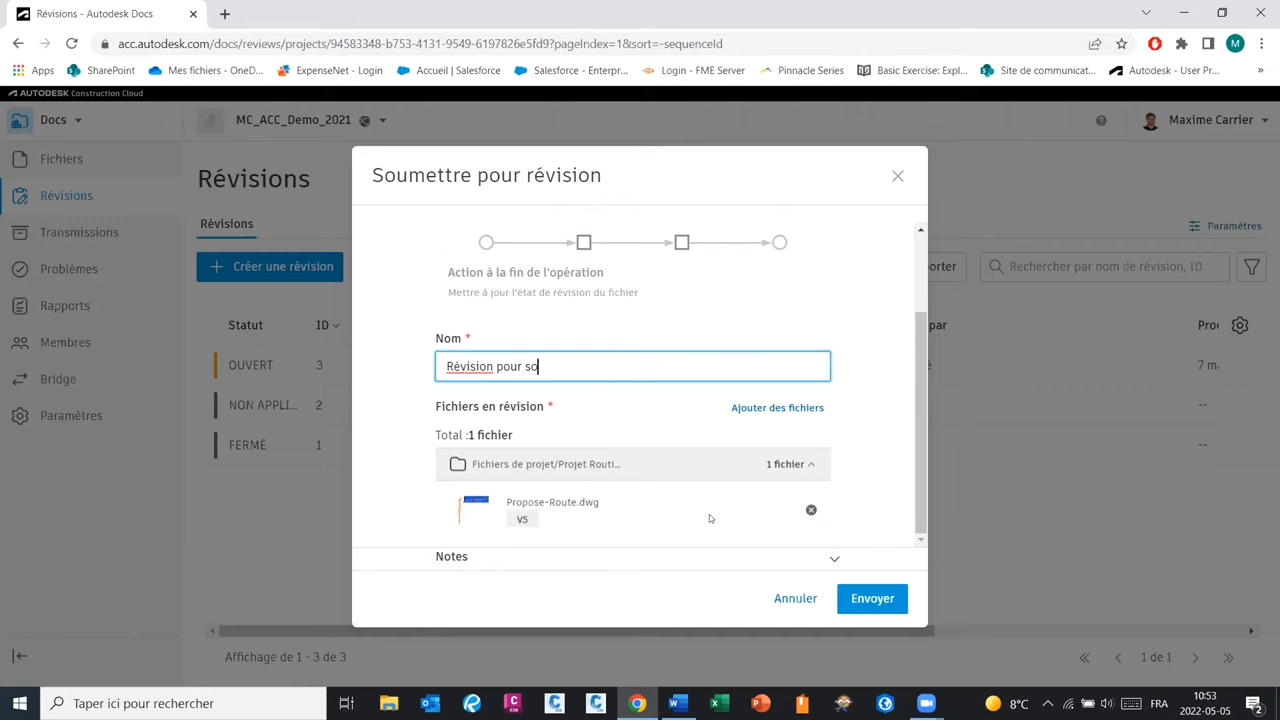 Révisions - Autodesk Docs
acc.autodesk.com/docs/reviews/projects/94583348-b753-4131-9549-6197826e5fd9?pageIndex=1&sort=-sequenceId
M
Apps SharePoint Mes fichiers - OneD... ExpenseNet - Login Accueil | Salesforce Salesforce - Enterpr... Login - FME Server Pinnacle Series Basic Exercise: Expl... Site de communicat... Autodesk - User Pr... »
AUTODESK Construction Cloud
Docs MC_ACC_Demo_2021 Maxime Carrier
Fichiers
Révisions
Transmissions
Problèmes
Rapports
Membres
Bridge
Paramètres
Révisions
Révisions Paramètres
Créer une révision porter Rechercher par nom de révision, ID
Statut ID par
OUVERT 3
NON APPLI... 2 --
FERMÉ 1 --
Soumettre pour révision
Action à la fin de l'opération
Mettre à jour l'état de révision du fichier
Nom *
Révision pour so
Fichiers en révision * Ajouter des fichiers
Total :1 fichier
Fichiers de projet/Projet Routi... 1 fichier
Propose-Route.dwg
V5
Notes
Annuler Envoyer
Affichage de 1 - 3 de 3 1 de 1
Taper ici pour rechercher 8°C FRA 10:53
2022-05-05 2